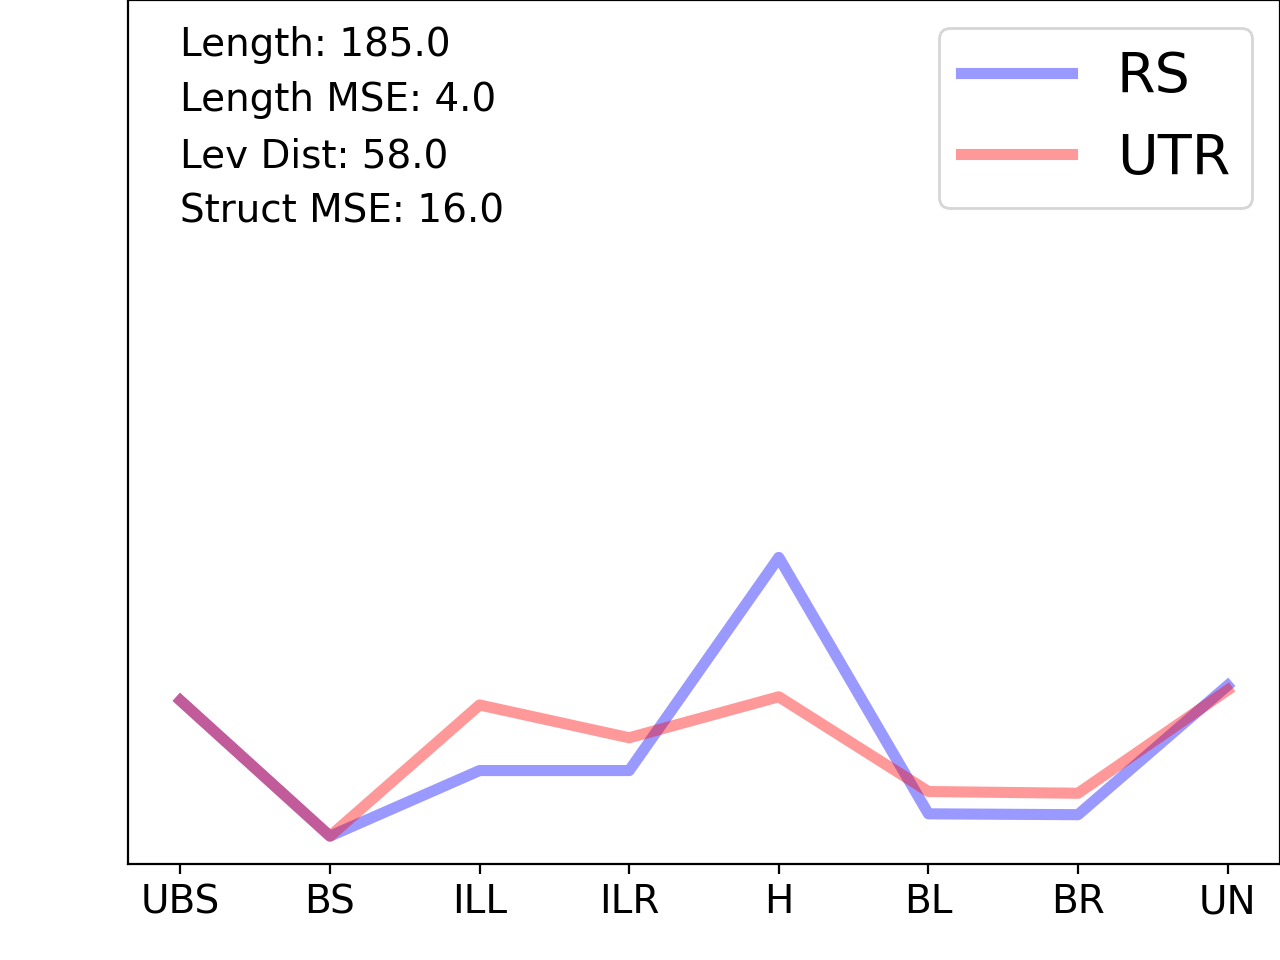 Length: 185.0
Length MSE: 4.0
Lev Dist: 58.0
Struct MSE: 16.0
RS
UTR
UBS BS ILL ILR H BL BR UN